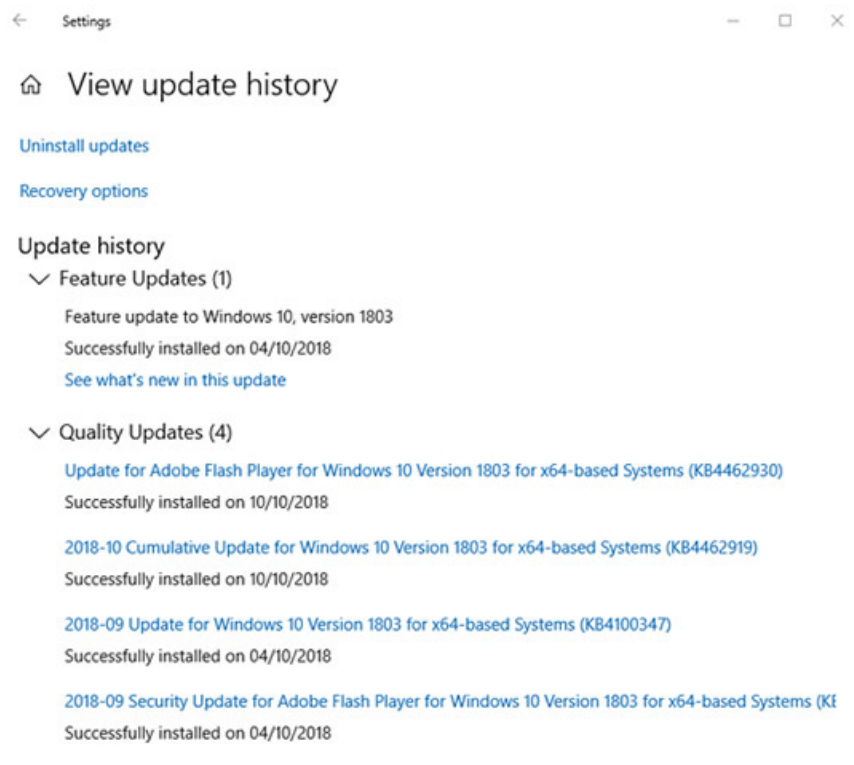 Settings
View update history
Uninstall updates
Recovery options
Update history
Feature Updates (1)
Feature update to Windows 10, version 1803
Successfully installed on 04/10/2018
See what's new in this update
Quality Updates (4)
Update for Adobe Flash Player for Windows 10 Version 1803 for x64-based Systems (KB4462930)
Successfully installed on 10/10/2018
2018-10 Cumulative Update for Windows 10 Version 1803 for x64-based Systems (KB4462919)
Successfully installed on 10/10/2018
2018-09 Update for Windows 10 Version 1803 for x64-based Systems (KB4100347)
Successfully installed on 04/10/2018
2018-09 Security Update for Adobe Flash Player for Windows 10 Version 1803 for x64-based Systems (KE
Successfully installed on 04/10/2018